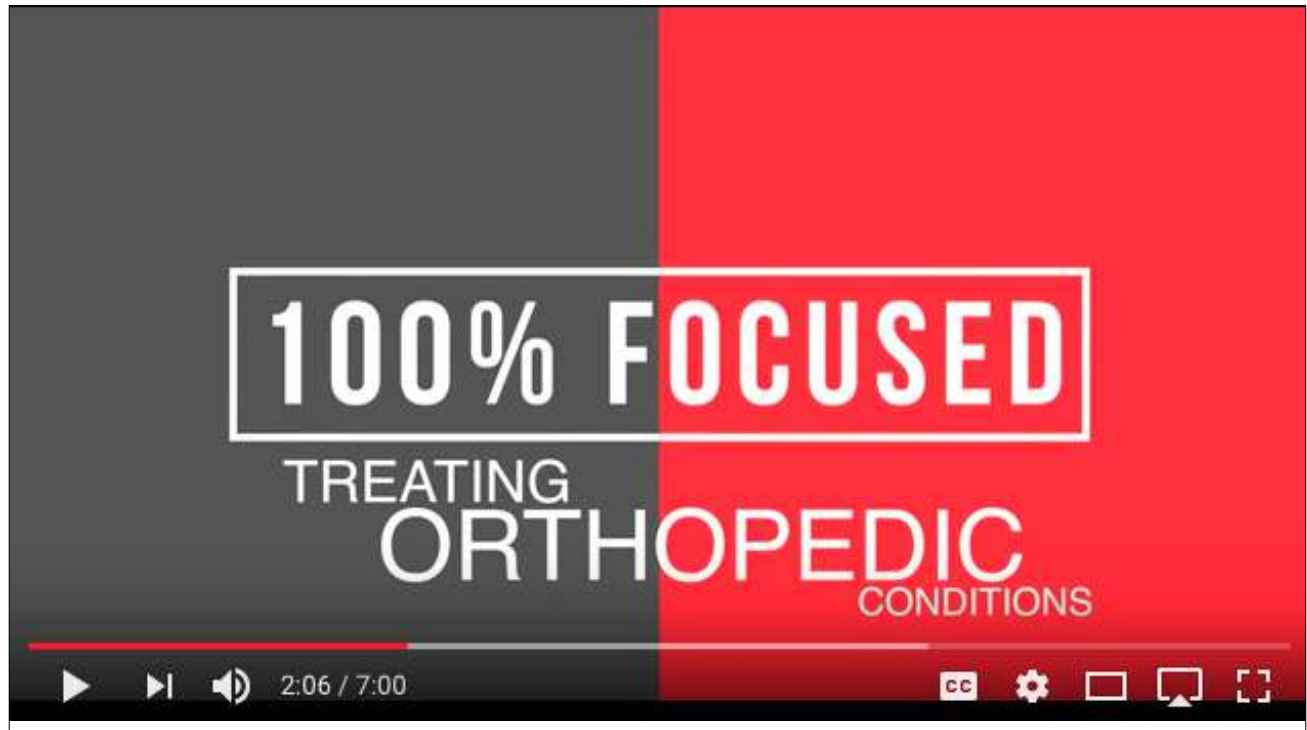 100% FOCUSED
TREATING
ORTHOPEDIC
CONDITIONS
2:06 / 7:00
CC